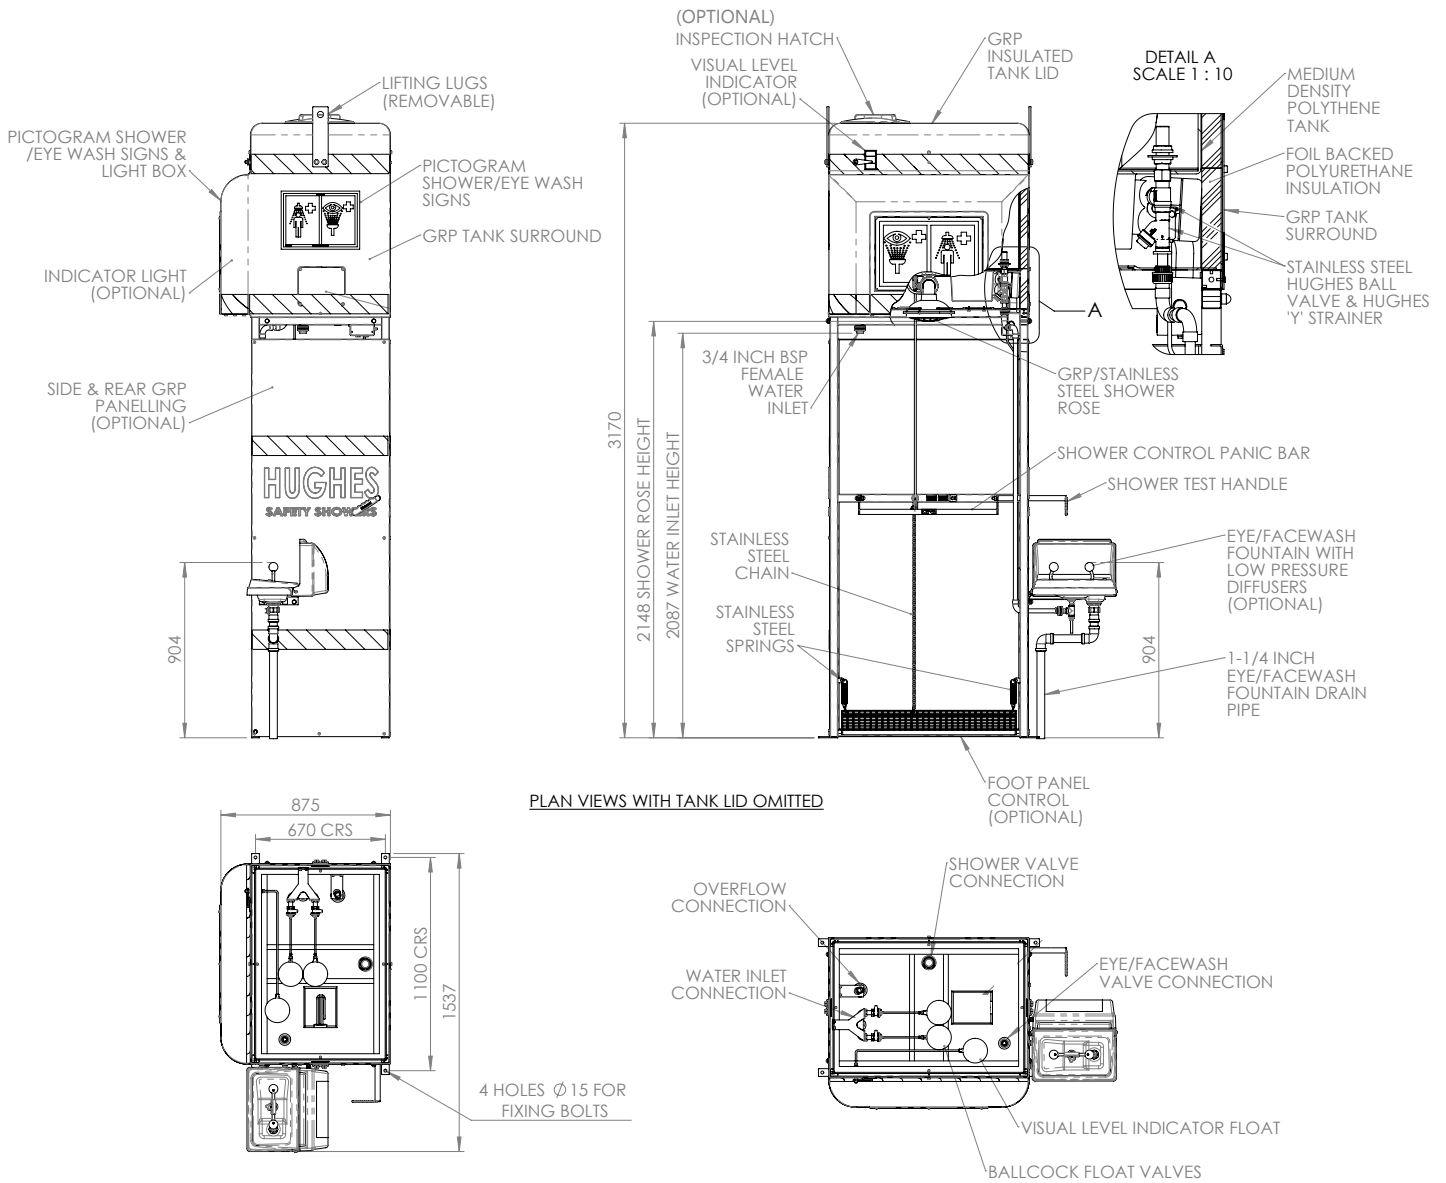 (OPTIONAL)
INSPECTION HATCH
VISUAL LEVEL
INDICATOR
(OPTIONAL)
GRP
INSULATED
TANK LID
DETAIL A
SCALE 1 : 10
MEDIUM
DENSITY
POLYTHENE
TANK
FOIL BACKED
POLYURETHANE
INSULATION
GRP TANK
SURROUND
STAINLESS STEEL
HUGHES BALL
VALVE & HUGHES
'Y' STRAINER
LIFTING LUGS
(REMOVABLE)
PICTOGRAM SHOWER
/EYE WASH SIGNS &
LIGHT BOX
PICTOGRAM
SHOWER/EYE WASH
SIGNS
GRP TANK SURROUND
INDICATOR LIGHT
(OPTIONAL)
SIDE & REAR GRP
PANELLING
(OPTIONAL)
HUGHES
SAFETY SHOWERS
904
A
3/4 INCH BSP
FEMALE
WATER
INLET
GRP/STAINLESS
STEEL SHOWER
ROSE
3170
2148 SHOWER ROSE HEIGHT
2087 WATER INLET HEIGHT
SHOWER CONTROL PANIC BAR
SHOWER TEST HANDLE
STAINLESS
STEEL
CHAIN
STAINLESS
STEEL
SPRINGS
EYE/FACEWASH
FOUNTAIN WITH
LOW PRESSURE
DIFFUSERS
(OPTIONAL)
904
1-1/4 INCH
EYE/FACEWASH
FOUNTAIN DRAIN
PIPE
FOOT PANEL
CONTROL
(OPTIONAL)
PLAN VIEWS WITH TANK LID OMITTED
875
670 CRS
1100 CRS
1537
4 HOLES Ø 15 FOR
FIXING BOLTS
SHOWER VALVE
CONNECTION
OVERFLOW
CONNECTION
WATER INLET
CONNECTION
EYE/FACEWASH
VALVE CONNECTION
VISUAL LEVEL INDICATOR FLOAT
BALLCOCK FLOAT VALVES